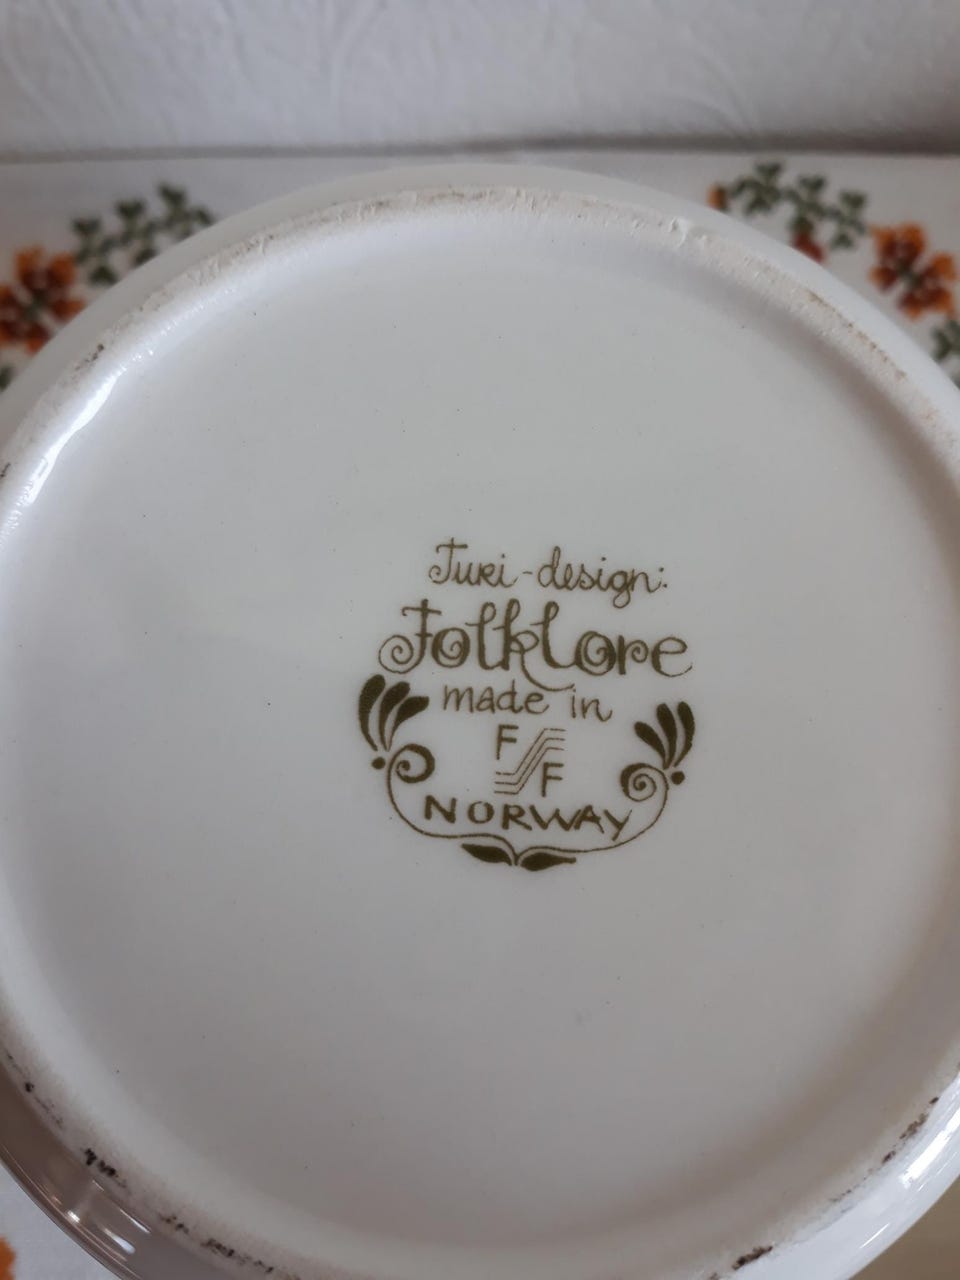 Turi-design:
Folklore
made in
F
F
NORWAY